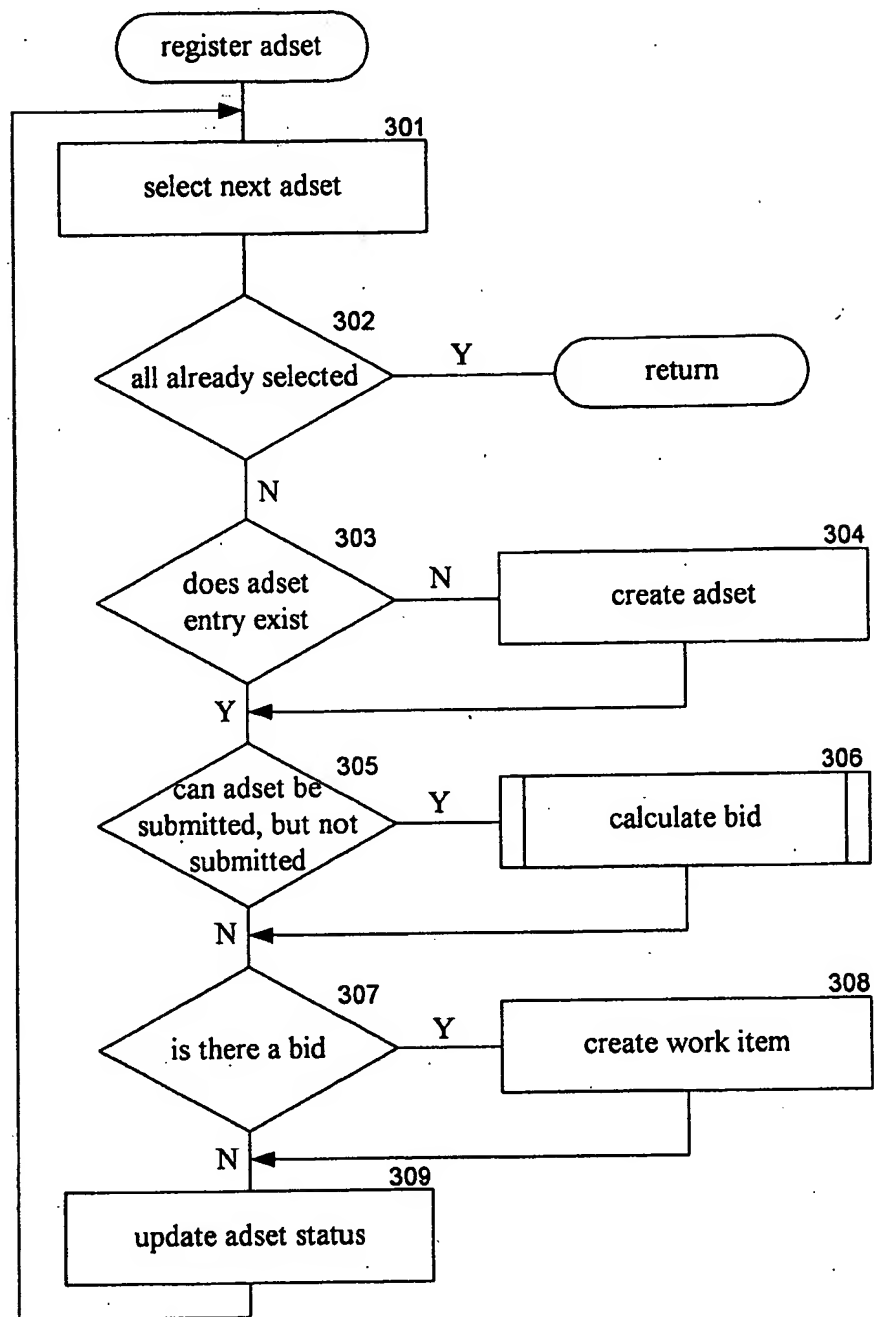 register adset
301
select next adset
302
all already selected
Y
return
N
303
does adset
entry exist
N
304
create adset
Y
305
can adset be
submitted, but not
submitted
Y
306
calculate bid
N
307
is there a bid
Y
308
create work item
N
309
update adset status